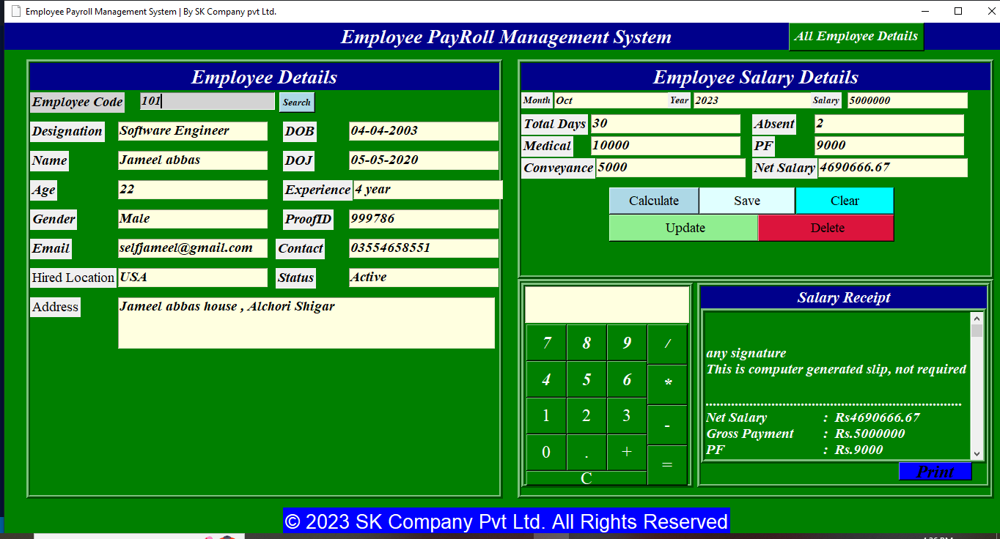 Employee Payroll Management System | By SK Company pvt Ltd.
Employee PayRoll Management System
All Employee Details
Employee Details
Employee Code 101 Search
Designation Software Engineer DOB 04-04-2003
Name Jameel abbas DOJ 05-05-2020
Age 22 Experience 4 year
Gender Male ProofID 999786
Email selfjameel@gmail.com Contact 03554658551
Hired Location USA Status Active
Address Jameel abbas house , Alchori Shigar
Employee Salary Details
Month Oct Year 2023 Salary 5000000
Total Days 30 Absent 2
Medical 10000 PF 9000
Conveyance 5000 Net Salary 4690666.67
Calculate Save Clear
Update Delete
7 8 9 /
4 5 6 *
1 2 3 -
0 . + =
C
Salary Receipt
any signature
This is computer generated slip, not required
......................................................................
Net Salary : Rs4690666.67
Gross Payment : Rs.5000000
PF : Rs.9000
Print
© 2023 SK Company Pvt Ltd. All Rights Reserved